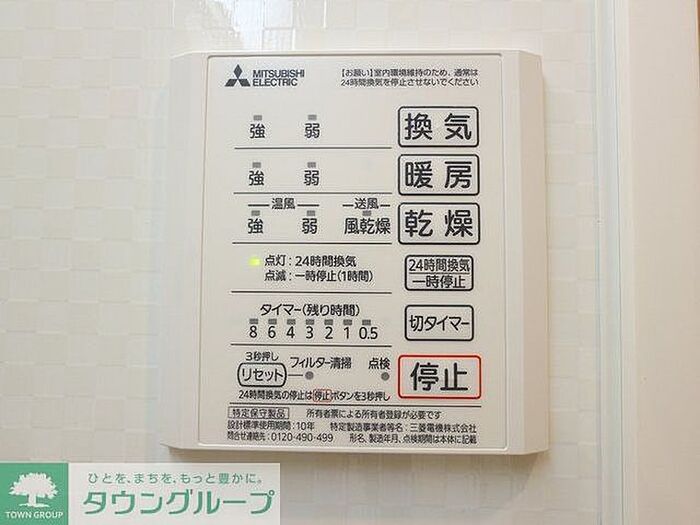 MITSUBISHI
ELECTRIC
【お願い】室内環境維持のため、通常は
24時間換気を停止させないでください
強 弱 換気
強 弱 暖房
温風 送風
強 弱 風乾燥 乾燥
点灯:24時間換気
点滅:一時停止(1時間)
24時間換気
一時停止
タイマー(残り時間)
8 6 4 3 2 1 0.5
切タイマー
3秒押し
リセット フィルター清掃 点検
停止
24時間換気の停止は停止ボタンを3秒押し
特定保守製品 所有者票による所有者登録が必要です
設計標準使用期間:10年 特定製造事業者等名:三菱電機株式会社
問合せ連絡先:0120-490-499 形名、製造年月、点検期間は本体に記載
ひとを、まちを、もっと豊かに。
タウングループ
TOWN GROUP